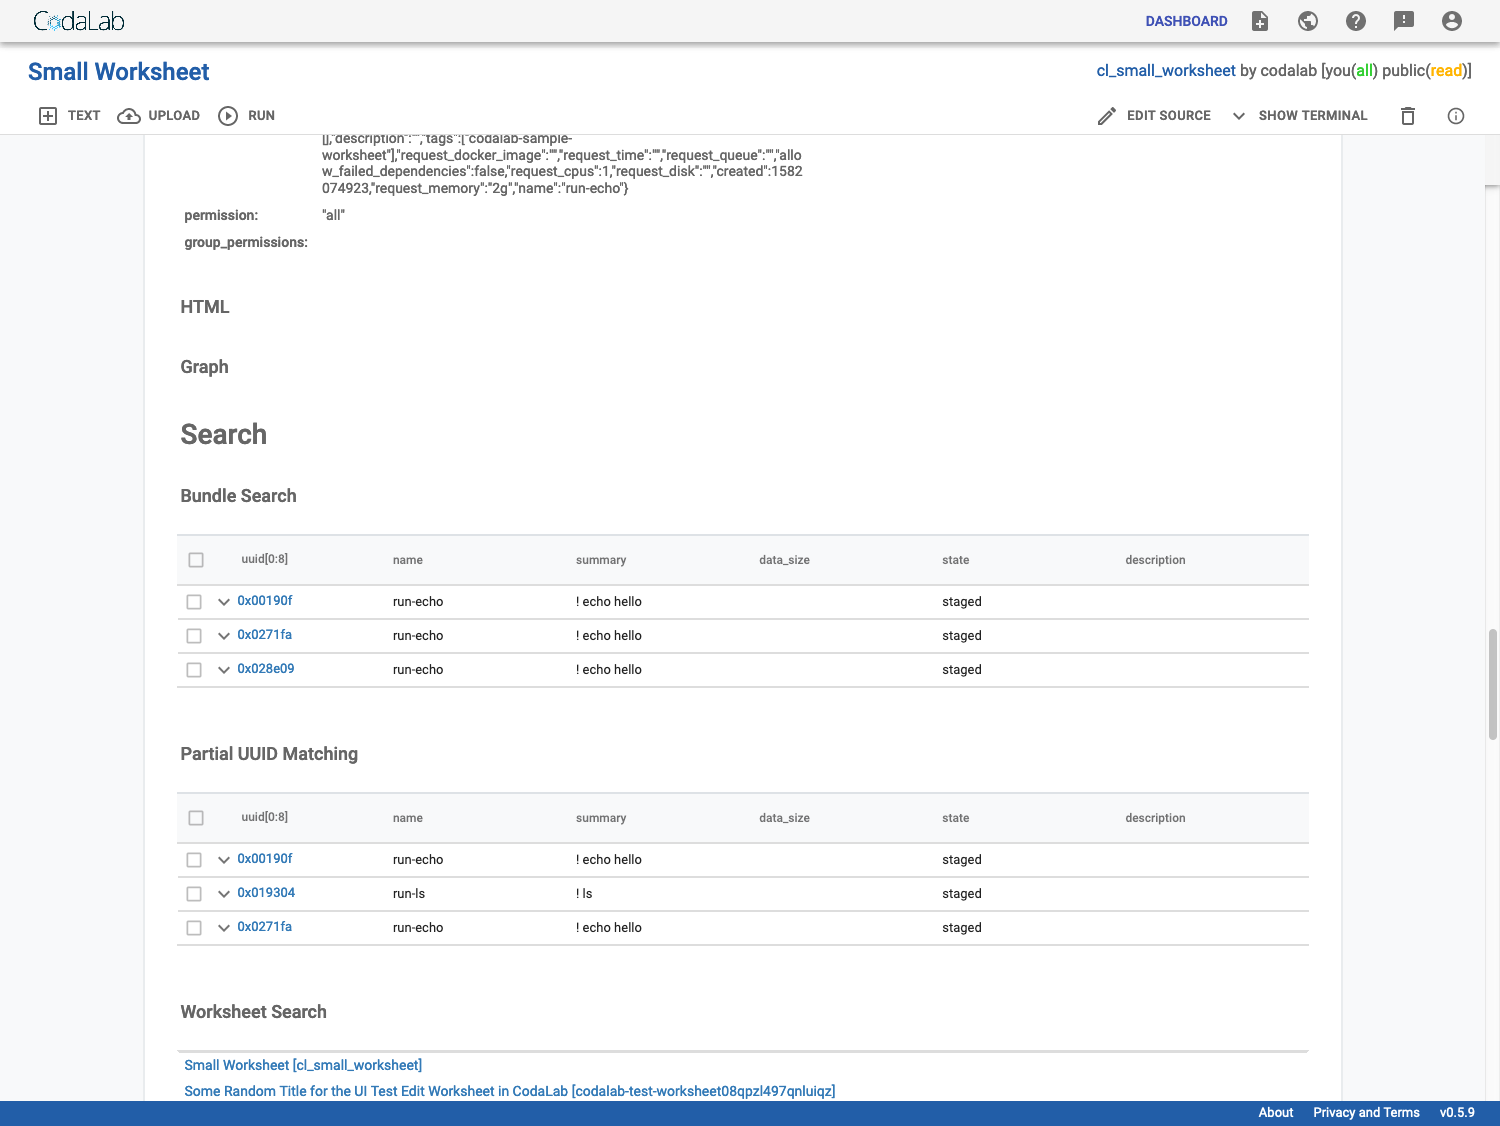 CodaLab
DASHBOARD
Small Worksheet
cl_small_worksheet by codalab [you(all) public(read)]
TEXT UPLOAD RUN
EDIT SOURCE SHOW TERMINAL
[],"description":"","tags":["codalab-sample-
worksheet"],"request_docker_image":"","request_time":"","request_queue":"","allo
w_failed_dependencies":false,"request_cpus":1,"request_disk":"","created":1582
074923,"request_memory":"2g","name":"run-echo"}
permission: "all"
group_permissions:
HTML
Graph
Search
Bundle Search
uuid[0:8] name summary data_size state description
0x00190f run-echo ! echo hello staged
0x0271fa run-echo ! echo hello staged
0x028e09 run-echo ! echo hello staged
Partial UUID Matching
uuid[0:8] name summary data_size state description
0x00190f run-echo ! echo hello staged
0x019304 run-ls ! ls staged
0x0271fa run-echo ! echo hello staged
Worksheet Search
Small Worksheet [cl_small_worksheet]
Some Random Title for the UI Test Edit Worksheet in CodaLab [codalab-test-worksheet08qpzl497qnluiqz]
About Privacy and Terms v0.5.9